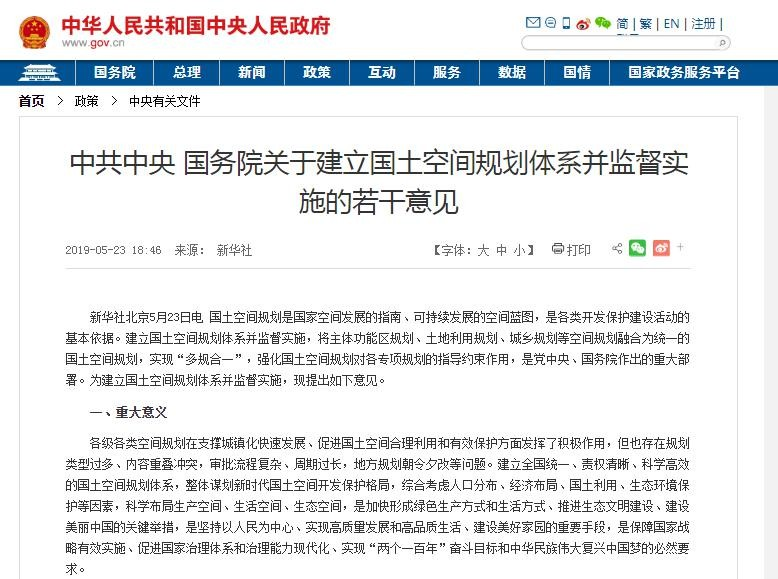 中华人民共和国中央人民政府
www.gov.cn
简 | 繁 | EN | 注册 |
国务院 总理 新闻 政策 互动 服务 数据 国情 国家政务服务平台
首页 > 政策 > 中央有关文件
中共中央 国务院关于建立国土空间规划体系并监督实
施的若干意见
2019-05-23 18:46 来源： 新华社 【字体：大 中 小】 打印
新华社北京5月23日电 国土空间规划是国家空间发展的指南、可持续发展的空间蓝图，是各类开发保护建设活动的
基本依据。建立国土空间规划体系并监督实施，将主体功能区规划、土地利用规划、城乡规划等空间规划融合为统一的
国土空间规划，实现“多规合一”，强化国土空间规划对各专项规划的指导约束作用，是党中央、国务院作出的重大部
署。为建立国土空间规划体系并监督实施，现提出如下意见。
一、重大意义
各级各类空间规划在支撑城镇化快速发展、促进国土空间合理利用和有效保护方面发挥了积极作用，但也存在规划
类型过多、内容重叠冲突，审批流程复杂、周期过长，地方规划朝令夕改等问题。建立全国统一、责权清晰、科学高效
的国土空间规划体系，整体谋划新时代国土空间开发保护格局，综合考虑人口分布、经济布局、国土利用、生态环境保
护等因素，科学布局生产空间、生活空间、生态空间，是加快形成绿色生产方式和生活方式、推进生态文明建设、建设
美丽中国的关键举措，是坚持以人民为中心、实现高质量发展和高品质生活、建设美好家园的重要手段，是保障国家战
略有效实施、促进国家治理体系和治理能力现代化、实现“两个一百年”奋斗目标和中华民族伟大复兴中国梦的必然要
求。